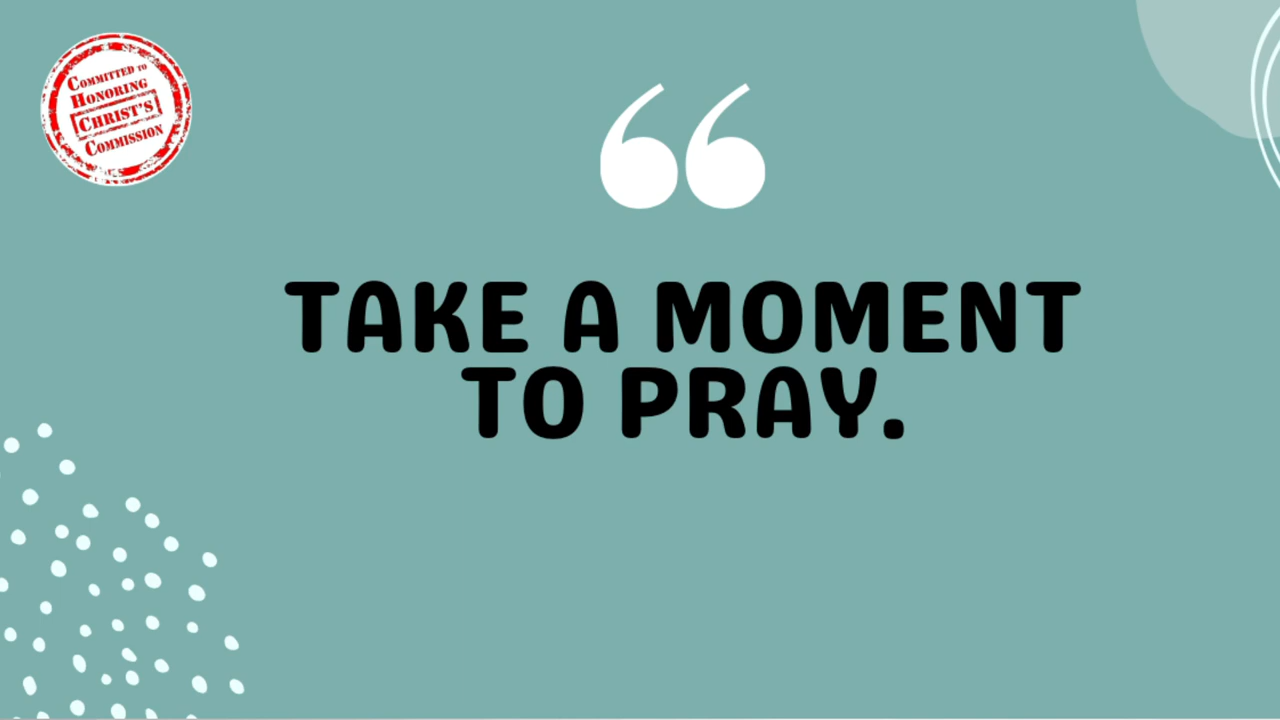 COMMITTED TO
HONORING
CHRIST'S
COMMISSION
“
TAKE A MOMENT
TO PRAY.